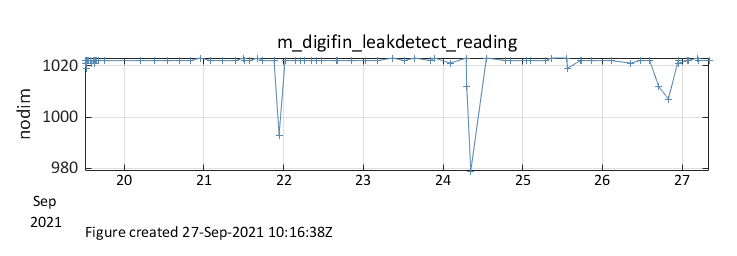 m_digifin_leakdetect_reading
1020
1000
980
nodim
20 21 22 23 24 25 26 27
Sep
2021
Figure created 27-Sep-2021 10:16:38Z